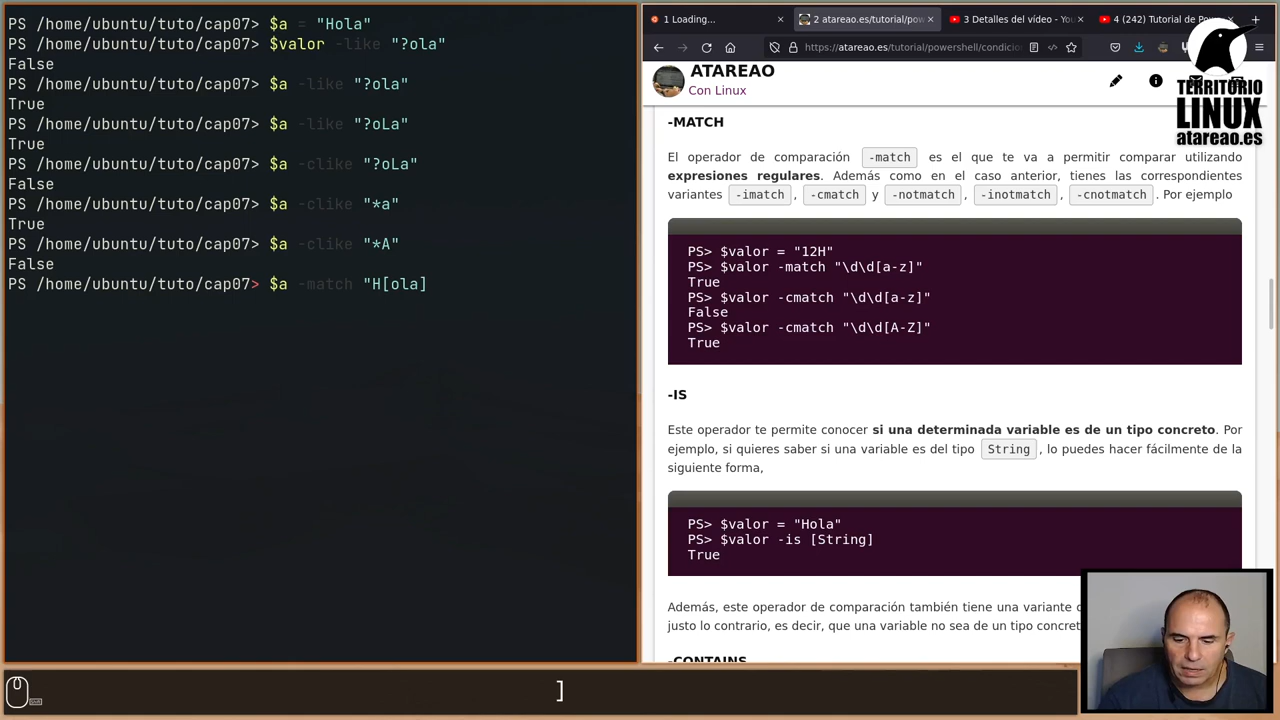 PS /home/ubuntu/tuto/cap07> $a = "Hola"
PS /home/ubuntu/tuto/cap07> $valor -like "?ola"
False
PS /home/ubuntu/tuto/cap07> $a -like "?ola"
True
PS /home/ubuntu/tuto/cap07> $a -like "?oLa"
True
PS /home/ubuntu/tuto/cap07> $a -clike "?oLa"
False
PS /home/ubuntu/tuto/cap07> $a -clike "*a"
True
PS /home/ubuntu/tuto/cap07> $a -clike "*A"
False
PS /home/ubuntu/tuto/cap07> $a -match "H[ola]
]
1 Loading...
2 atareao.es/tutorial/pow
3 Detalles del vídeo - You
4 (242) Tutorial de Powe
https://atareao.es/tutorial/powershell/condicio
ATAREAO
Con Linux
TERRITORIO
LINUX
atareao.es
-MATCH
El operador de comparación -match es el que te va a permitir comparar utilizando
expresiones regulares. Además como en el caso anterior, tienes las correspondientes
variantes -imatch, -cmatch y -notmatch, -inotmatch, -cnotmatch. Por ejemplo
PS> $valor = "12H"
PS> $valor -match "\d\d[a-z]"
True
PS> $valor -cmatch "\d\d[a-z]"
False
PS> $valor -cmatch "\d\d[A-Z]"
True
-IS
Este operador te permite conocer si una determinada variable es de un tipo concreto. Por
ejemplo, si quieres saber si una variable es del tipo String, lo puedes hacer fácilmente de la
siguiente forma,
PS> $valor = "Hola"
PS> $valor -is [String]
True
Además, este operador de comparación también tiene una variante
justo lo contrario, es decir, que una variable no sea de un tipo concret
-CONTAINS